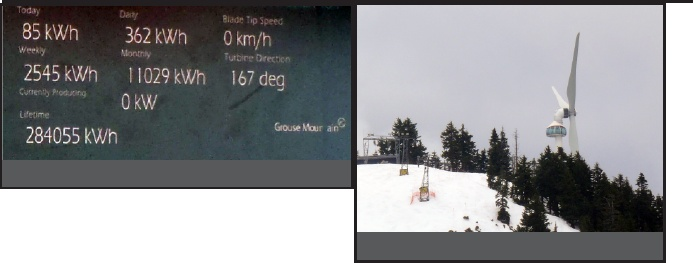 Today Daily Blade Tip Speed
85 kWh 362 kWh 0 km/h
Weekly Monthly Turbine Direction
2545 kWh 11029 kWh 167 deg
Currently Producing 0 kW
Lifetime
284055 kWh
Grouse Mountain